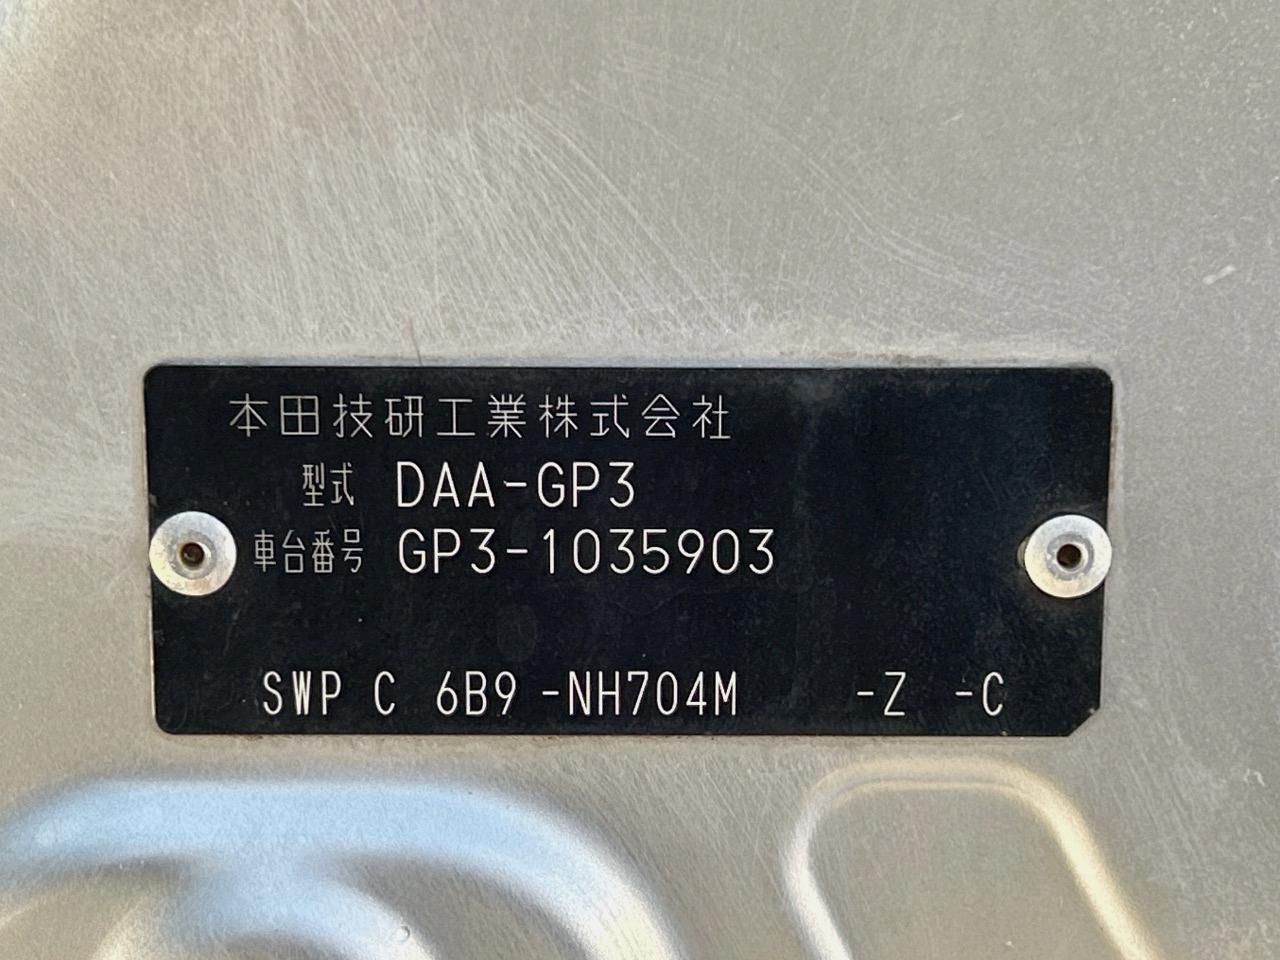 本田技研工業株式会社
型式 DAA-GP3
車台番号 GP3-1035903
SWP C 6B9 -NH704M -Z -C